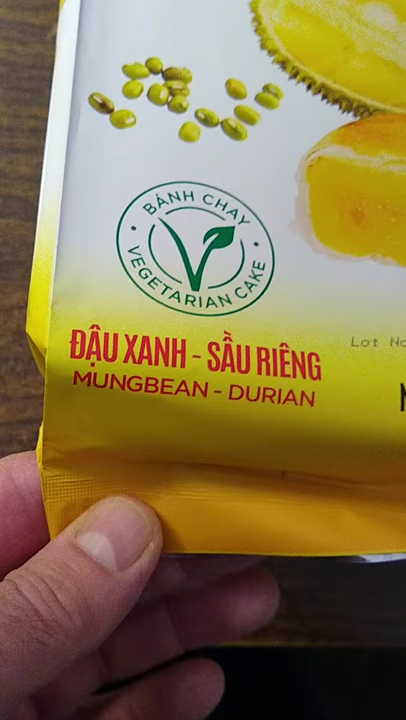 BÁNH CHAY
VEGETARIAN CAKE
ĐẬU XANH - SẦU RIÊNG
MUNGBEAN - DURIAN
Lot No